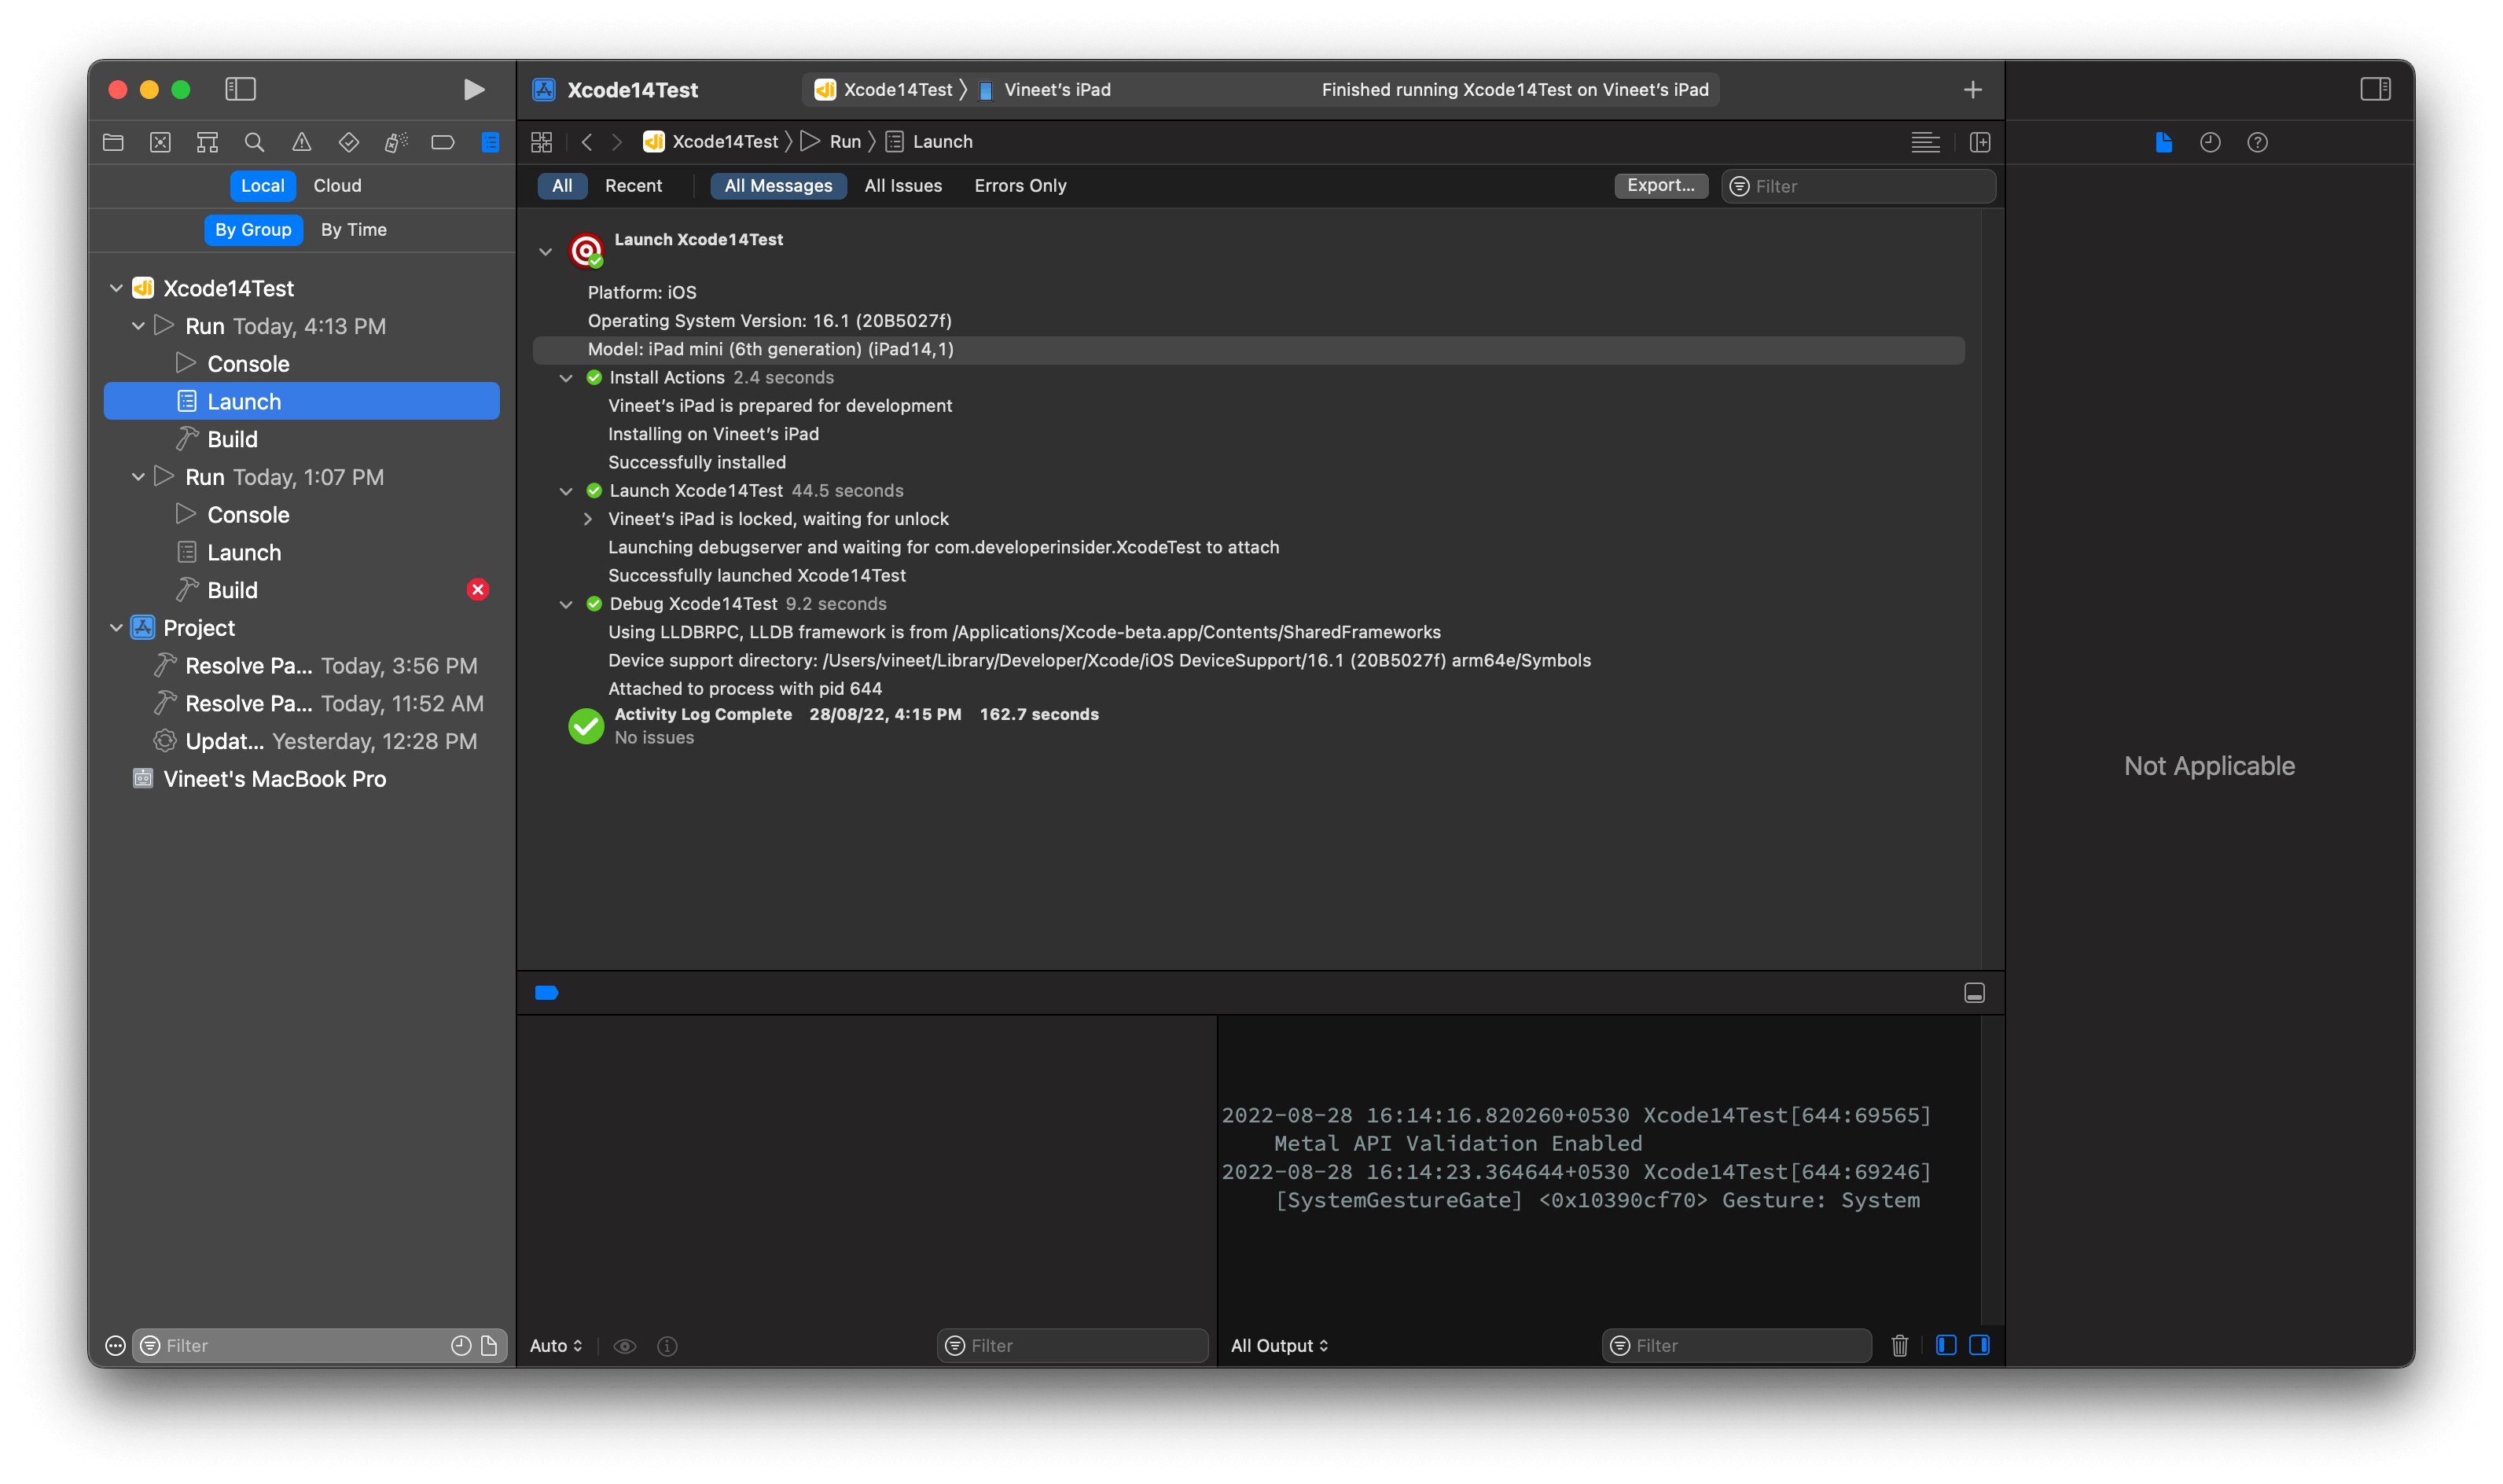 Xcode14Test
Xcode14Test
Vineet’s iPad
Finished running Xcode14Test on Vineet’s iPad
Xcode14Test
Run
Launch
Local
Cloud
All
Recent
All Messages
All Issues
Errors Only
Export...
Filter
By Group
By Time
Xcode14Test
Run Today, 4:13 PM
Console
Launch
Build
Run Today, 1:07 PM
Console
Launch
Build
Project
Resolve Pa... Today, 3:56 PM
Resolve Pa... Today, 11:52 AM
Updat... Yesterday, 12:28 PM
Vineet's MacBook Pro
Filter
Launch Xcode14Test
Platform: iOS
Operating System Version: 16.1 (20B5027f)
Model: iPad mini (6th generation) (iPad14,1)
Install Actions 2.4 seconds
Vineet’s iPad is prepared for development
Installing on Vineet’s iPad
Successfully installed
Launch Xcode14Test 44.5 seconds
Vineet’s iPad is locked, waiting for unlock
Launching debugserver and waiting for com.developerinsider.XcodeTest to attach
Successfully launched Xcode14Test
Debug Xcode14Test 9.2 seconds
Using LLDBRPC, LLDB framework is from /Applications/Xcode-beta.app/Contents/SharedFrameworks
Device support directory: /Users/vineet/Library/Developer/Xcode/iOS DeviceSupport/16.1 (20B5027f) arm64e/Symbols
Attached to process with pid 644
Activity Log Complete 28/08/22, 4:15 PM 162.7 seconds
No issues
Not Applicable
2022-08-28 16:14:16.820260+0530 Xcode14Test[644:69565]
Metal API Validation Enabled
2022-08-28 16:14:23.364644+0530 Xcode14Test[644:69246]
[SystemGestureGate] <0x10390cf70> Gesture: System
Auto
Filter
All Output
Filter